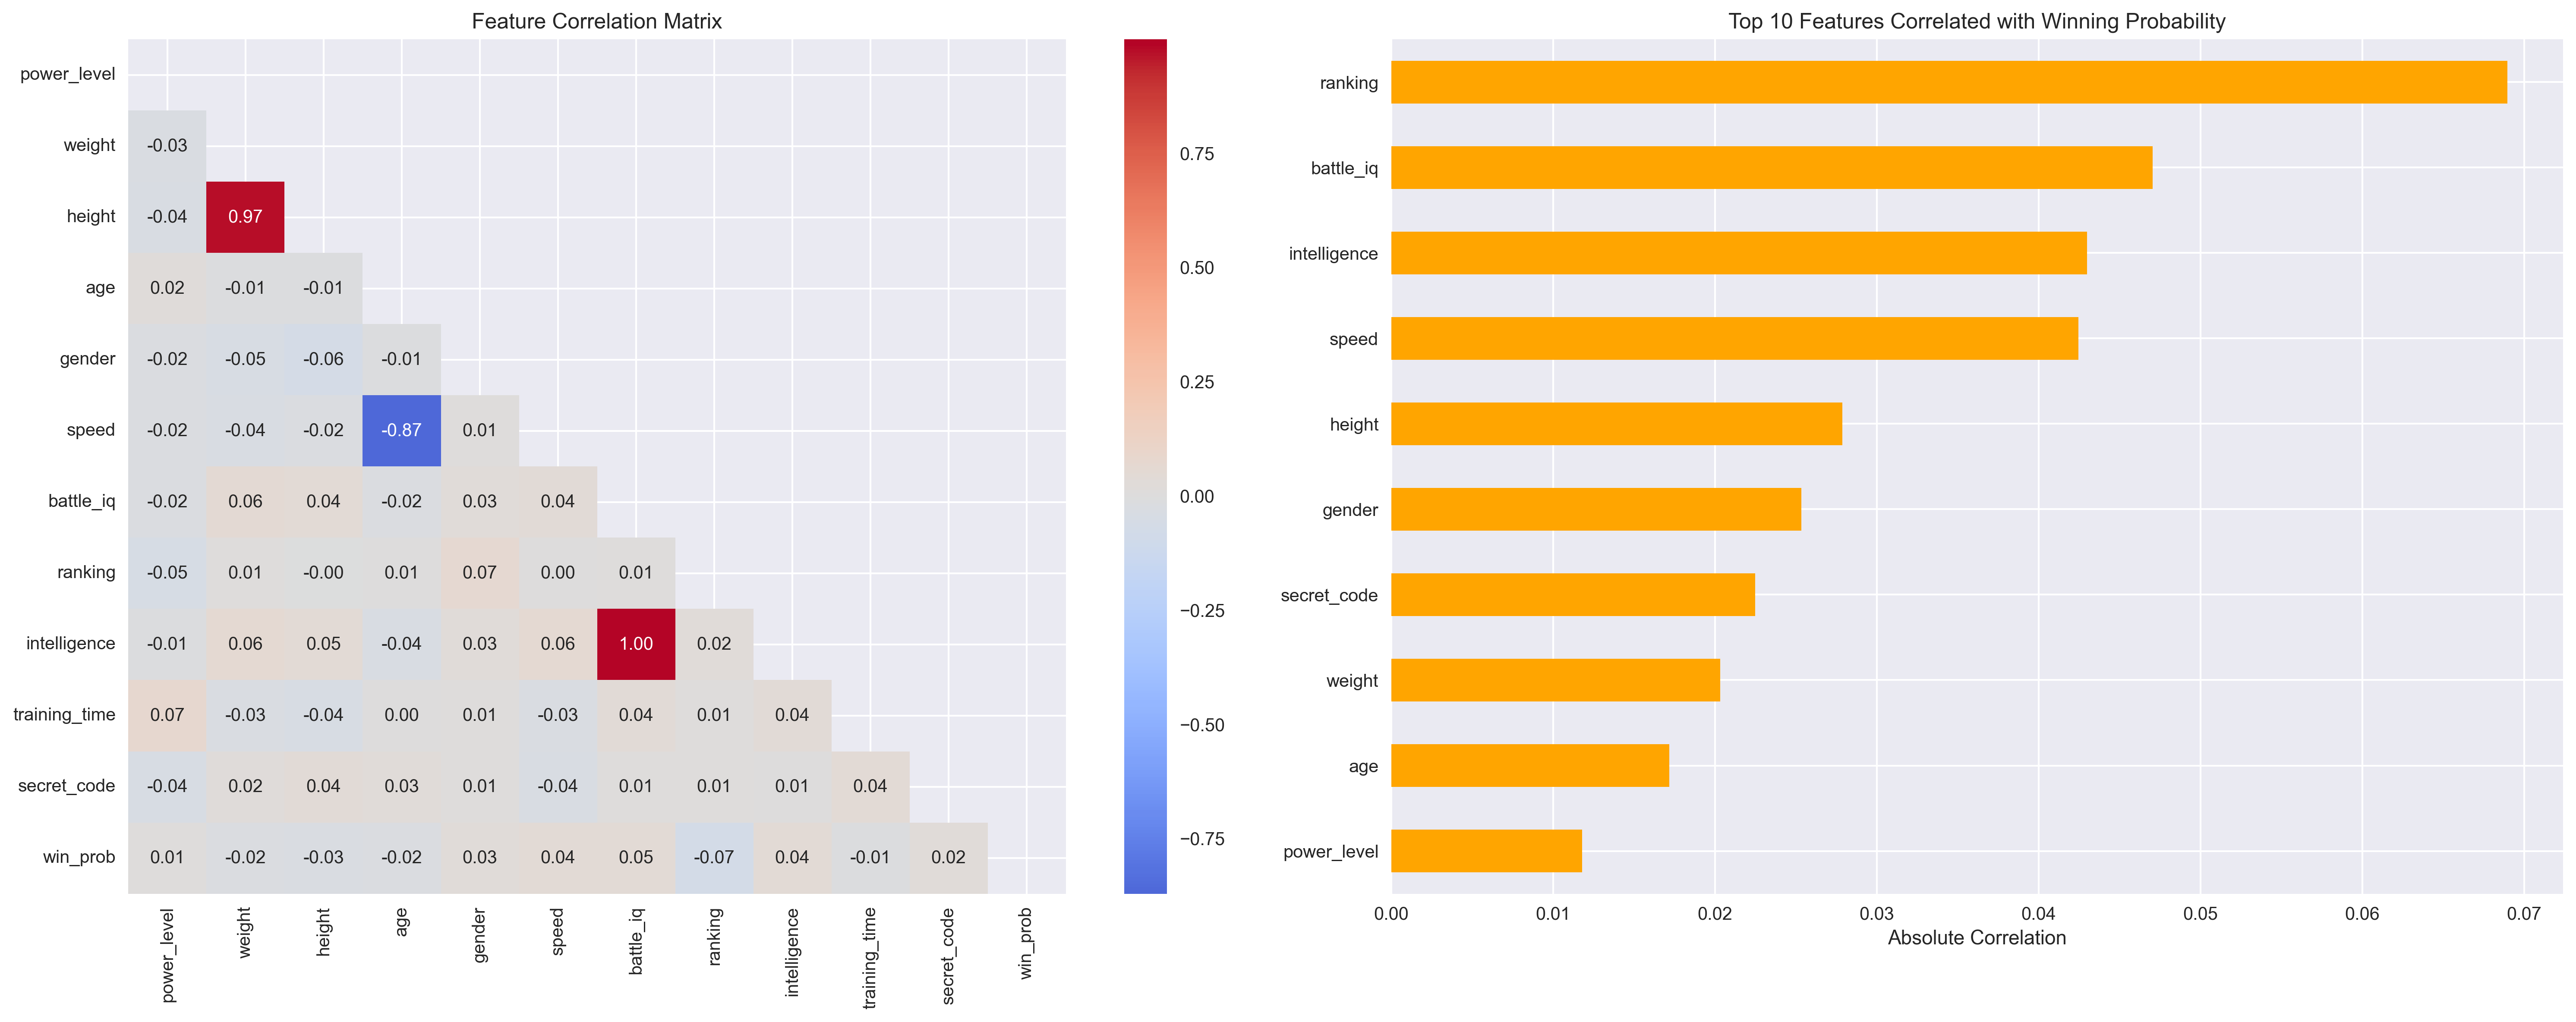 Feature Correlation Matrix
power_level
weight -0.03
height -0.04 0.97
age 0.02 -0.01 -0.01
gender -0.02 -0.05 -0.06 -0.01
speed -0.02 -0.04 -0.02 -0.87 0.01
battle_iq -0.02 0.06 0.04 -0.02 0.03 0.04
ranking -0.05 0.01 -0.00 0.01 0.07 0.00 0.01
intelligence -0.01 0.06 0.05 -0.04 0.03 0.06 1.00 0.02
training_time 0.07 -0.03 -0.04 0.00 0.01 -0.03 0.04 0.01 0.04
secret_code -0.04 0.02 0.04 0.03 0.01 -0.04 0.01 0.01 0.01 0.04
win_prob 0.01 -0.02 -0.03 -0.02 0.03 0.04 0.05 -0.07 0.04 -0.01 0.02
power_level
weight
height
age
gender
speed
battle_iq
ranking
intelligence
training_time
secret_code
win_prob
0.75
0.50
0.25
0.00
−0.25
−0.50
−0.75
Top 10 Features Correlated with Winning Probability
ranking
battle_iq
intelligence
speed
height
gender
secret_code
weight
age
power_level
0.00 0.01 0.02 0.03 0.04 0.05 0.06 0.07
Absolute Correlation